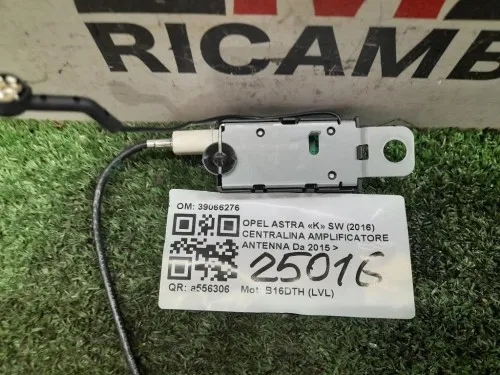 RICAMB
OM: 39066276
OPEL ASTRA «K» SW (2016)
CENTRALINA AMPLIFICATORE
ANTENNA Da 2015 >
25016
QR: a556306 Mot: B16DTH (LVL)